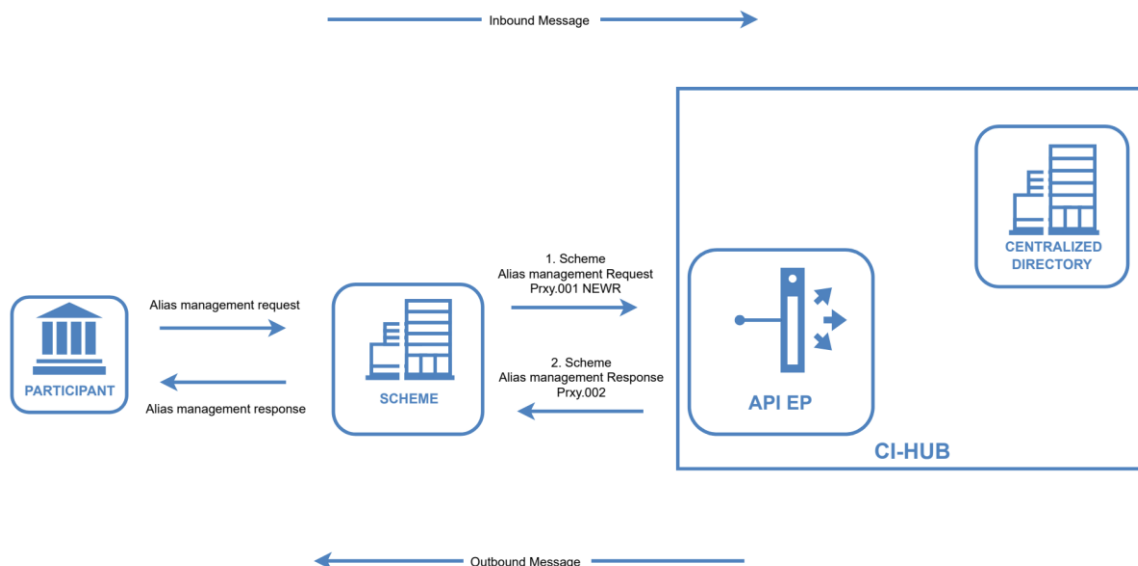 Inbound Message
CENTRALIZED
DIRECTORY
1. Scheme
Alias management Request
Prxy.001 NEWR
Alias management request
2. Scheme
Alias management Response
Prxy.002
PARTICIPANT
SCHEME
API EP
Alias management response
CI-HUB
Outbound Message